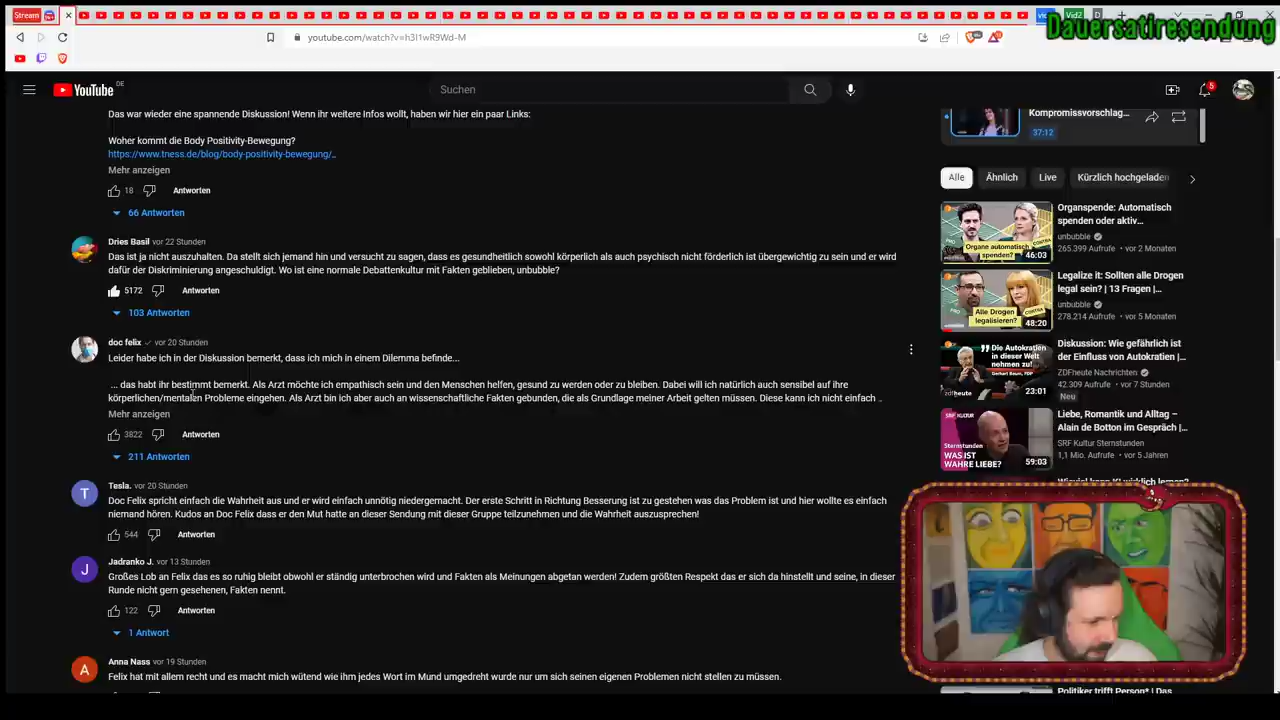 Stream
Vid2
D
Dauersatiresendung
youtube.com/watch?v=h3I1wR9Wd-M
YouTube DE
Suchen
5
Das war wieder eine spannende Diskussion! Wenn ihr weitere Infos wollt, haben wir hier ein paar Links:
Woher kommt die Body Positivity-Bewegung?
https://www.tness.de/blog/body-positivity-bewegung/...
Mehr anzeigen
18 Antworten
66 Antworten
Dries Basil vor 22 Stunden
Das ist ja nicht auszuhalten. Da stellt sich jemand hin und versucht zu sagen, dass es gesundheitlich sowohl körperlich als auch psychisch nicht förderlich ist übergewichtig zu sein und er wird
dafür der Diskriminierung angeschuldigt. Wo ist eine normale Debattenkultur mit Fakten geblieben, unbubble?
5172 Antworten
103 Antworten
doc felix vor 20 Stunden
Leider habe ich in der Diskussion bemerkt, dass ich mich in einem Dilemma befinde...
... das habt ihr bestimmt bemerkt. Als Arzt möchte ich empathisch sein und den Menschen helfen, gesund zu werden oder zu bleiben. Dabei will ich natürlich auch sensibel auf ihre
körperlichen/mentalen Probleme eingehen. Als Arzt bin ich aber auch an wissenschaftliche Fakten gebunden, die als Grundlage meiner Arbeit gelten müssen. Diese kann ich nicht einfach ..
Mehr anzeigen
3822 Antworten
211 Antworten
T
Tesla. vor 20 Stunden
Doc Felix spricht einfach die Wahrheit aus und er wird einfach unnötig niedergemacht. Der erste Schritt in Richtung Besserung ist zu gestehen was das Problem ist und hier wollte es einfach
niemand hören. Kudos an Doc Felix dass er den Mut hatte an dieser Sendung mit dieser Gruppe teilzunehmen und die Wahrheit auszusprechen!
544 Antworten
J
Jadranko J. vor 13 Stunden
Großes Lob an Felix das es so ruhig bleibt obwohl er ständig unterbrochen wird und Fakten als Meinungen abgetan werden! Zudem größten Respekt das er sich da hinstellt und seine, in dieser
Runde nicht gern gesehenen, Fakten nennt.
122 Antworten
1 Antwort
A
Anna Nass vor 19 Stunden
Felix hat mit allem recht und es macht mich wütend wie ihm jedes Wort im Mund umgedreht wurde nur um sich seinen eigenen Problemen nicht stellen zu müssen.
Kompromissvorschlag...
37:12
Alle Ähnlich Live Kürzlich hochgeladen
PRO
CONTRA
Organe automatisch
spenden?
46:03
Organspende: Automatisch
spenden oder aktiv...
unbubble
265.399 Aufrufe • vor 2 Monaten
PRO
CONTRA
Alle Drogen
legalisieren?
48:20
Legalize it: Sollten alle Drogen
legal sein? | 13 Fragen |...
unbubble
278.214 Aufrufe • vor 5 Monaten
„Die Autokratien
in dieser Welt
nehmen zu."
Gerhart Baum, FDP
23:01
Diskussion: Wie gefährlich ist
der Einfluss von Autokratien |...
ZDFheute Nachrichten
42.309 Aufrufe • vor 7 Stunden
Neu
Sternstunden
WAS IST
WAHRE LIEBE?
59:03
Liebe, Romantik und Alltag –
Alain de Botton im Gespräch |...
SRF Kultur Sternstunden
1,1 Mio. Aufrufe • vor 5 Jahren
Politiker trifft Person* | Das